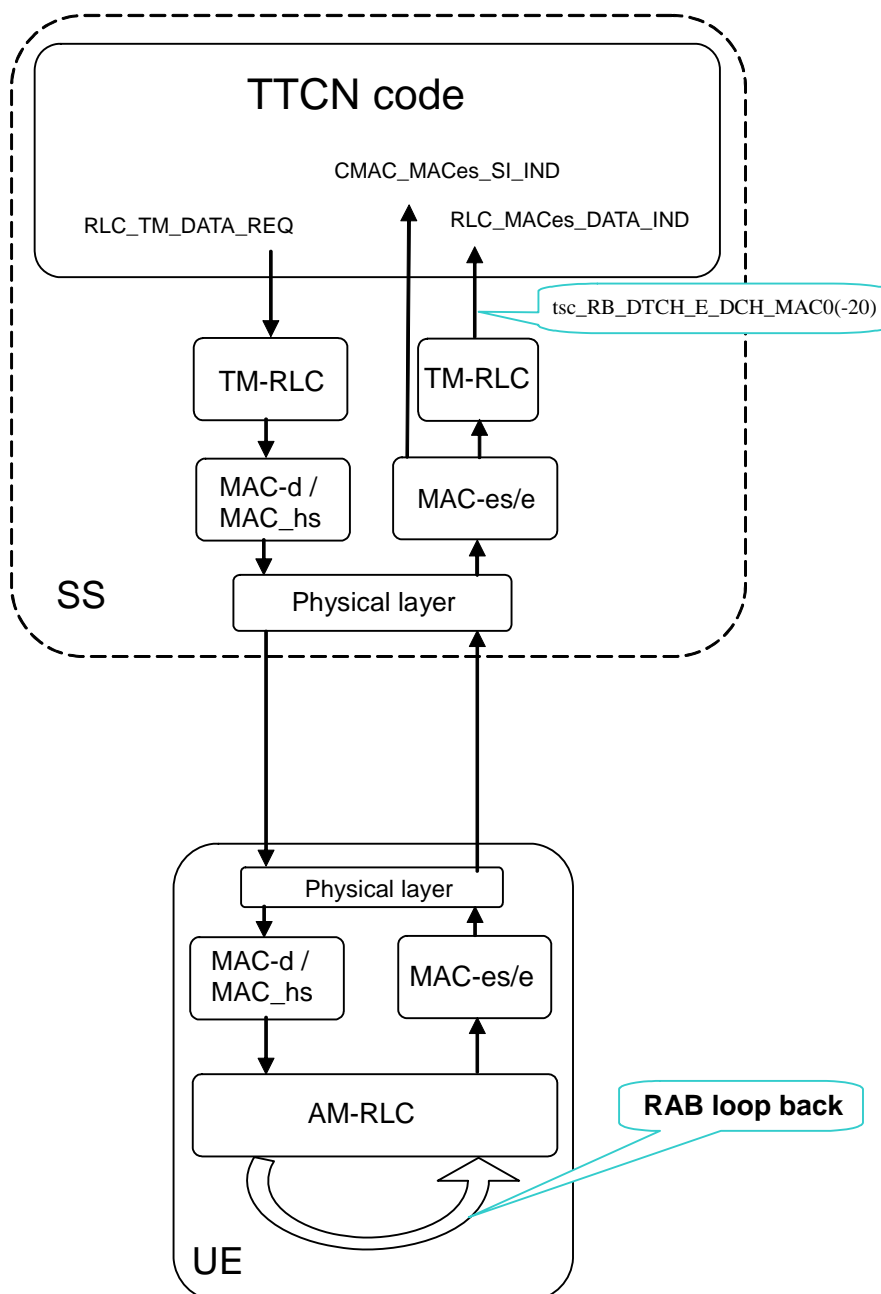 TTCN code
CMAC_MACes_SI_IND
RLC_TM_DATA_REQ
RLC_MACes_DATA_IND
tsc_RB_DTCH_E_DCH_MAC0(-20)
TM-RLC
TM-RLC
MAC-d /
MAC_hs
MAC-es/e
SS
Physical layer
Physical layer
MAC-d /
MAC_hs
MAC-es/e
AM-RLC
RAB loop back
UE